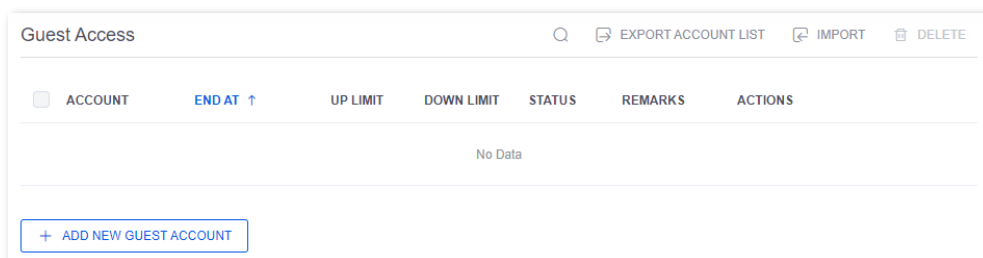 Guest Access EXPORT ACCOUNT LIST IMPORT DELETE
ACCOUNT END AT ↑ UP LIMIT DOWN LIMIT STATUS REMARKS ACTIONS
No Data
+ ADD NEW GUEST ACCOUNT